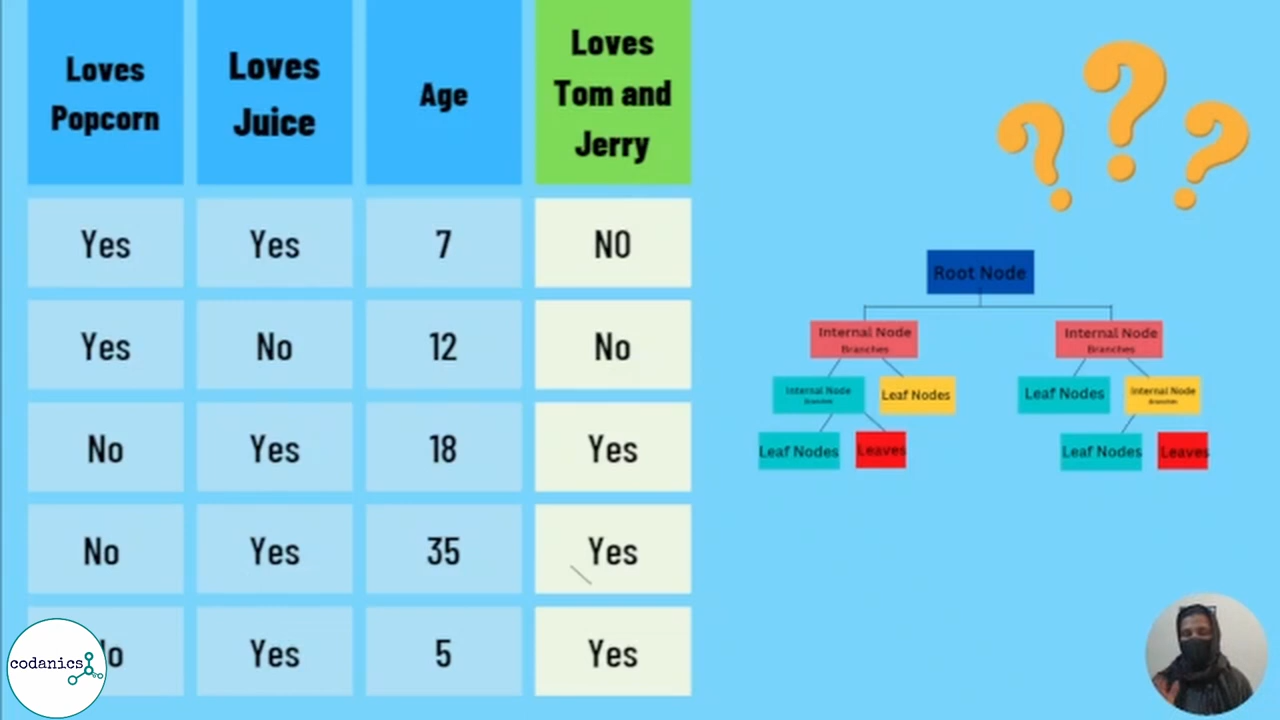 Loves
Popcorn
Loves
Juice
Age
Loves
Tom and
Jerry
Yes
Yes
7
NO
Yes
No
12
No
No
Yes
18
Yes
No
Yes
35
Yes
o
Yes
5
Yes
Root Node
Internal Node
Branches
Internal Node
Branches
Internal Node
Branches
Leaf Nodes
Leaf Nodes
Internal Node
Branches
Leaf Nodes
Leaves
Leaf Nodes
Leaves
???
codanics